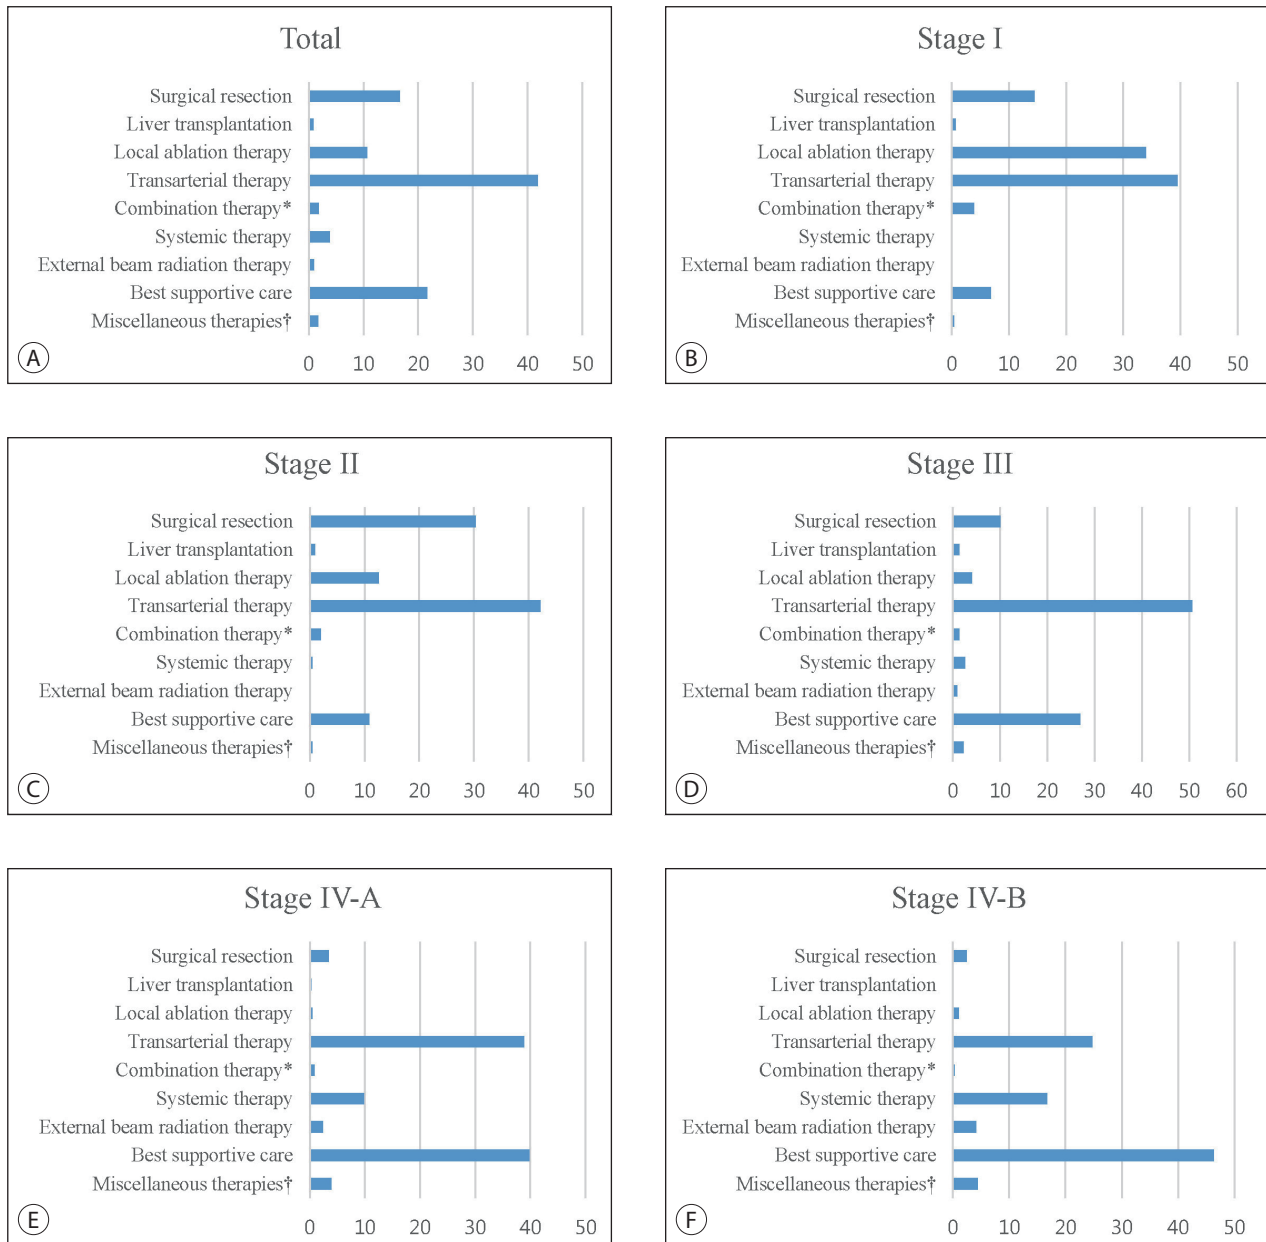 Total
Surgical resection
Liver transplantation
Local ablation therapy
Transarterial therapy
Combination therapy*
Systemic therapy
External beam radiation therapy
Best supportive care
Miscellaneous therapies†
0 10 20 30 40 50
A
Stage I
Surgical resection
Liver transplantation
Local ablation therapy
Transarterial therapy
Combination therapy*
Systemic therapy
External beam radiation therapy
Best supportive care
Miscellaneous therapies†
0 10 20 30 40 50
B
Stage II
Surgical resection
Liver transplantation
Local ablation therapy
Transarterial therapy
Combination therapy*
Systemic therapy
External beam radiation therapy
Best supportive care
Miscellaneous therapies†
0 10 20 30 40 50
C
Stage III
Surgical resection
Liver transplantation
Local ablation therapy
Transarterial therapy
Combination therapy*
Systemic therapy
External beam radiation therapy
Best supportive care
Miscellaneous therapies†
0 10 20 30 40 50 60
D
Stage IV-A
Surgical resection
Liver transplantation
Local ablation therapy
Transarterial therapy
Combination therapy*
Systemic therapy
External beam radiation therapy
Best supportive care
Miscellaneous therapies†
0 10 20 30 40 50
E
Stage IV-B
Surgical resection
Liver transplantation
Local ablation therapy
Transarterial therapy
Combination therapy*
Systemic therapy
External beam radiation therapy
Best supportive care
Miscellaneous therapies†
0 10 20 30 40 50
F